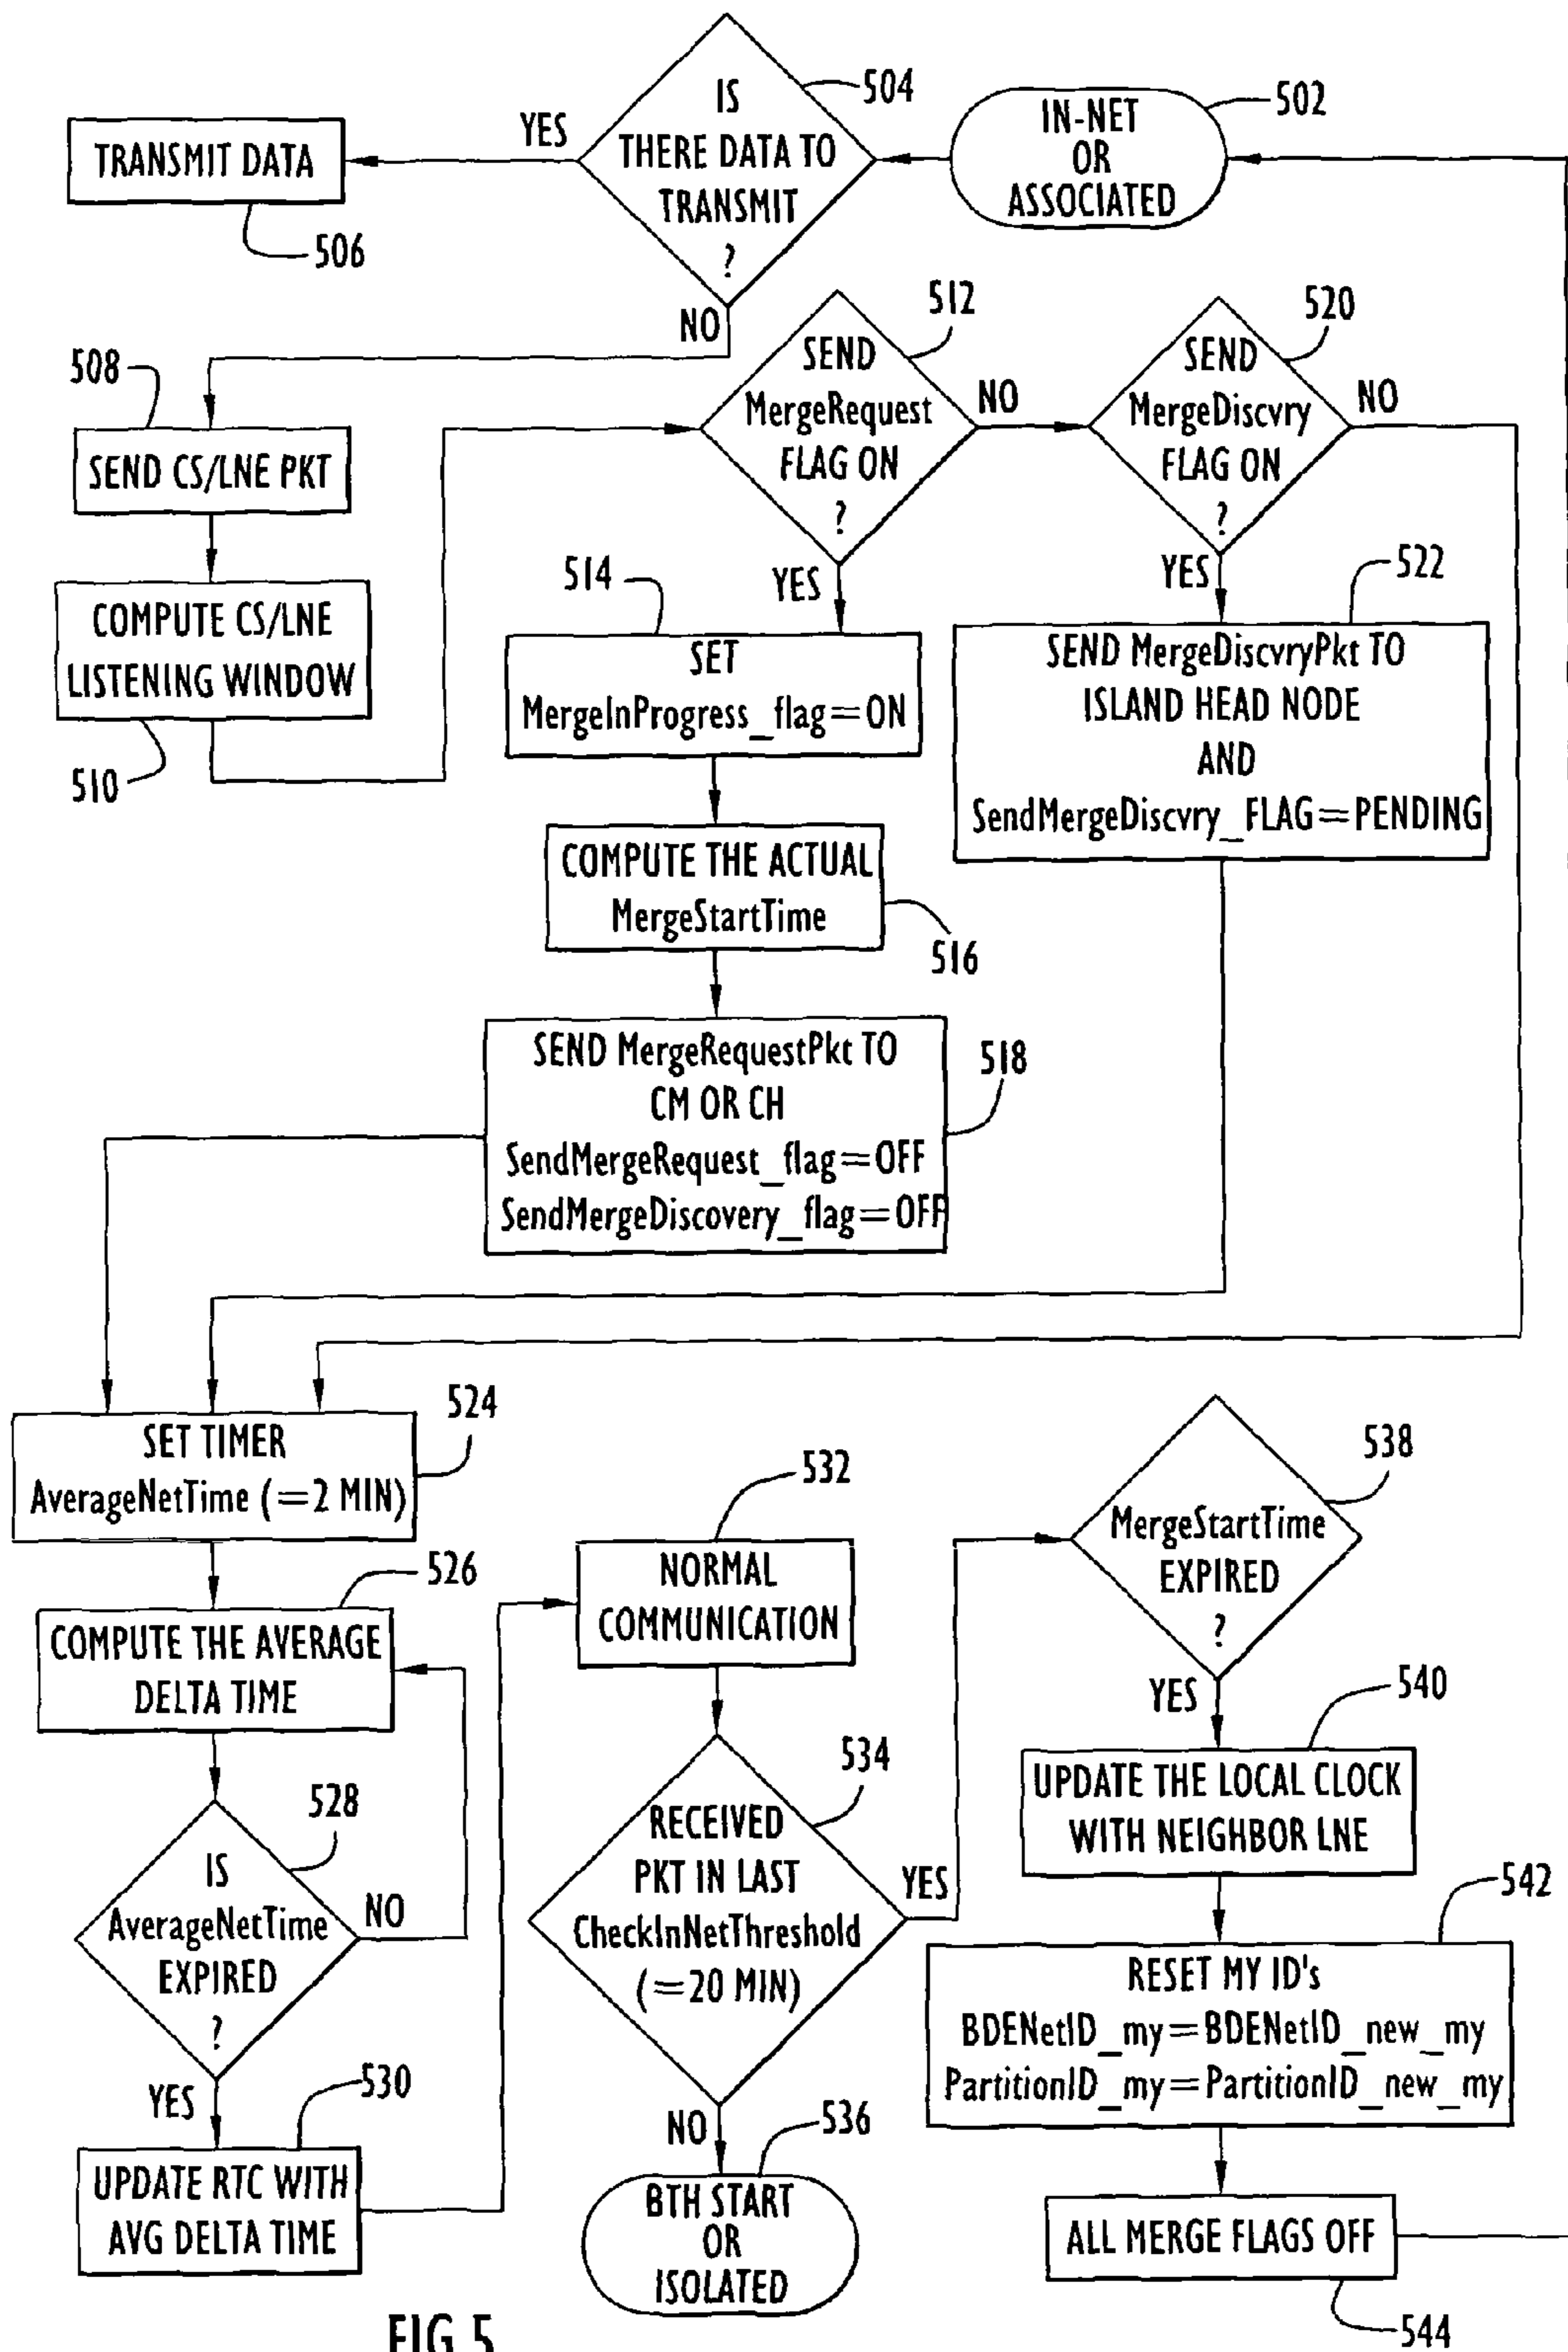 IS
THERE DATA TO
TRANSMIT
?
504
IN-NET
OR
ASSOCIATED
502
YES
TRANSMIT DATA
506
NO
508
SEND CS/LNE PKT
COMPUTE CS/LNE
LISTENING WINDOW
510
SEND
MergeRequest
FLAG ON
?
512
NO
SEND
MergeDiscvry
FLAG ON
?
520
NO
YES
514
SET
MergeInProgress_flag=ON
YES
522
SEND MergeDiscvryPkt TO
ISLAND HEAD NODE
AND
SendMergeDiscvry_FLAG=PENDING
COMPUTE THE ACTUAL
MergeStartTime
516
SEND MergeRequestPkt TO
CM OR CH
SendMergeRequest_flag=OFF
SendMergeDiscovery_flag=OFF
518
SET TIMER
AverageNetTime (=2 MIN)
524
COMPUTE THE AVERAGE
DELTA TIME
526
IS
AverageNetTime
EXPIRED
?
528
NO
YES
530
UPDATE RTC WITH
AVG DELTA TIME
532
NORMAL
COMMUNICATION
RECEIVED
PKT IN LAST
CheckInNetThreshold
(=20 MIN)
534
YES
NO
536
BTH START
OR
ISOLATED
MergeStartTime
EXPIRED
?
538
YES
540
UPDATE THE LOCAL CLOCK
WITH NEIGHBOR LNE
542
RESET MY ID's
BDENetID_my=BDENetID_new_my
PartitionID_my=PartitionID_new_my
ALL MERGE FLAGS OFF
544
FIG.5